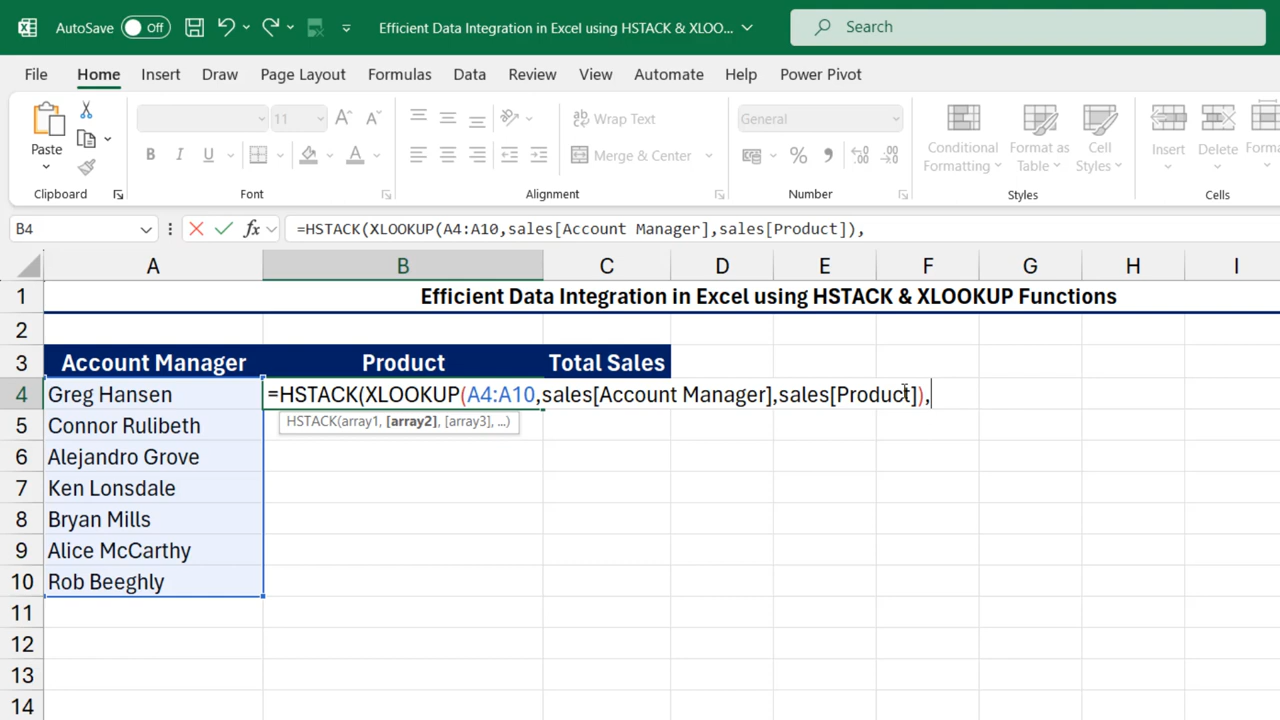 AutoSave Off Efficient Data Integration in Excel using HSTACK & XLOO... Search
File Home Insert Draw Page Layout Formulas Data Review View Automate Help Power Pivot
Paste
11 A A
B I U A
Clipboard
Font
ab Wrap Text
Merge & Center
Alignment
General
% 9
Number
Conditional Formatting
Format as Table
Cell Styles
Styles
Insert Delete Forma
Cells
B4 fx =HSTACK(XLOOKUP(A4:A10,sales[Account Manager],sales[Product]),
A B C D E F G H I
1 Efficient Data Integration in Excel using HSTACK & XLOOKUP Functions
2
3 Account Manager Product Total Sales
4 Greg Hansen =HSTACK(XLOOKUP(A4:A10,sales[Account Manager],sales[Product]),
HSTACK(array1, [array2], [array3], ...)
5 Connor Rulibeth
6 Alejandro Grove
7 Ken Lonsdale
8 Bryan Mills
9 Alice McCarthy
10 Rob Beeghly
11
12
13
14